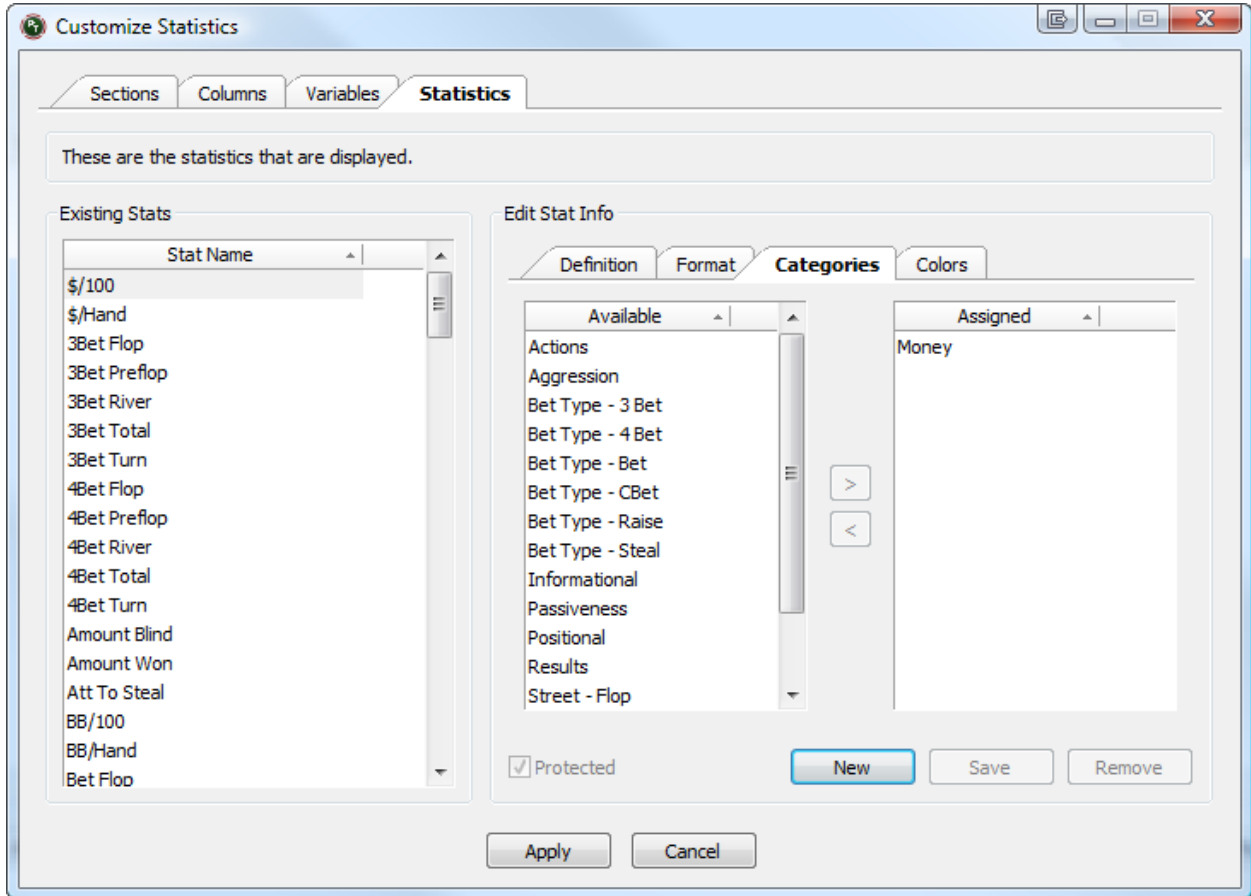 Customize Statistics
Sections Columns Variables Statistics
These are the statistics that are displayed.
Existing Stats
Stat Name
$/100
$/Hand
3Bet Flop
3Bet Preflop
3Bet River
3Bet Total
3Bet Turn
4Bet Flop
4Bet Preflop
4Bet River
4Bet Total
4Bet Turn
Amount Blind
Amount Won
Att To Steal
BB/100
BB/Hand
Bet Flop
Edit Stat Info
Definition Format Categories Colors
Available
Actions
Aggression
Bet Type - 3 Bet
Bet Type - 4 Bet
Bet Type - Bet
Bet Type - CBet
Bet Type - Raise
Bet Type - Steal
Informational
Passiveness
Positional
Results
Street - Flop
>
<
Assigned
Money
Protected
New Save Remove
Apply Cancel